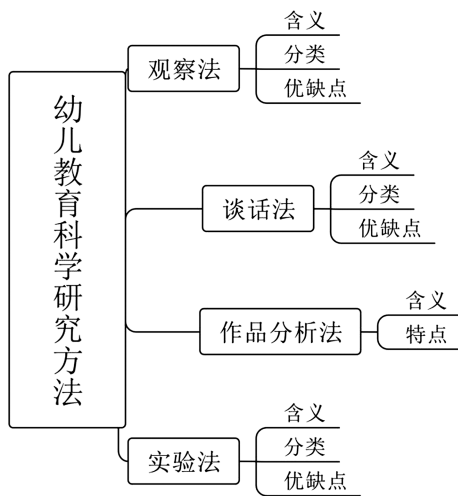 幼儿教育科学研究方法
观察法
含义
分类
优缺点
谈话法
含义
分类
优缺点
作品分析法
含义
特点
实验法
含义
分类
优缺点